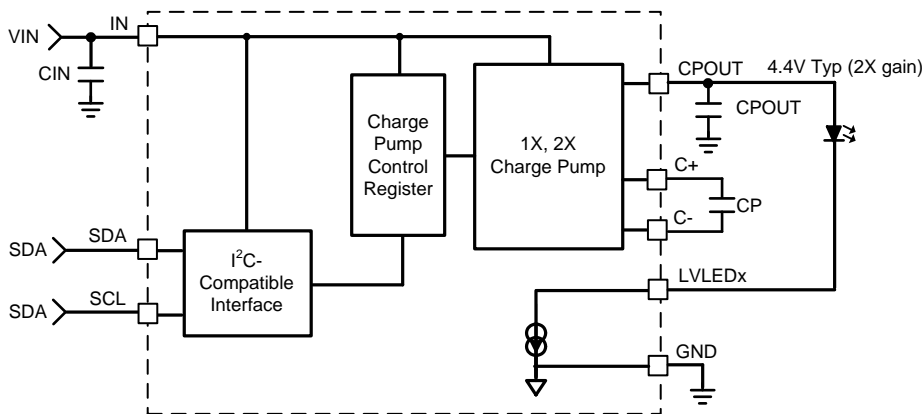 VIN
IN
CIN
CPOUT
4.4V Typ (2X gain)
CPOUT
Charge
Pump
Control
Register
1X, 2X
Charge Pump
C+
CP
C-
SDA
SDA
I²C-
Compatible
Interface
LVLEDx
SDA
SCL
GND